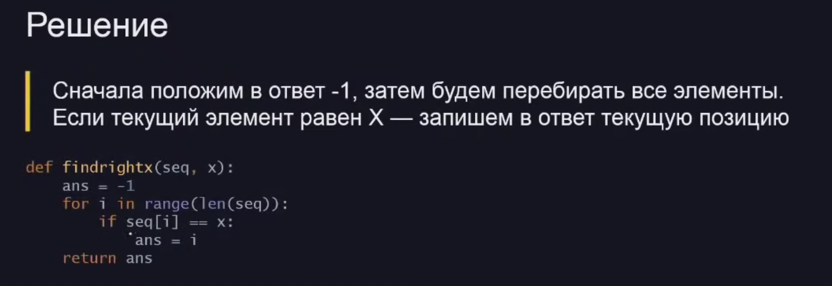 Решение
Сначала положим в ответ -1, затем будем перебирать все элементы.
Если текущий элемент равен X — запишем в ответ текущую позицию
def findrightx(seq, x):
    ans = -1
    for i in range(len(seq)):
        if seq[i] == x:
            ans = i
    return ans